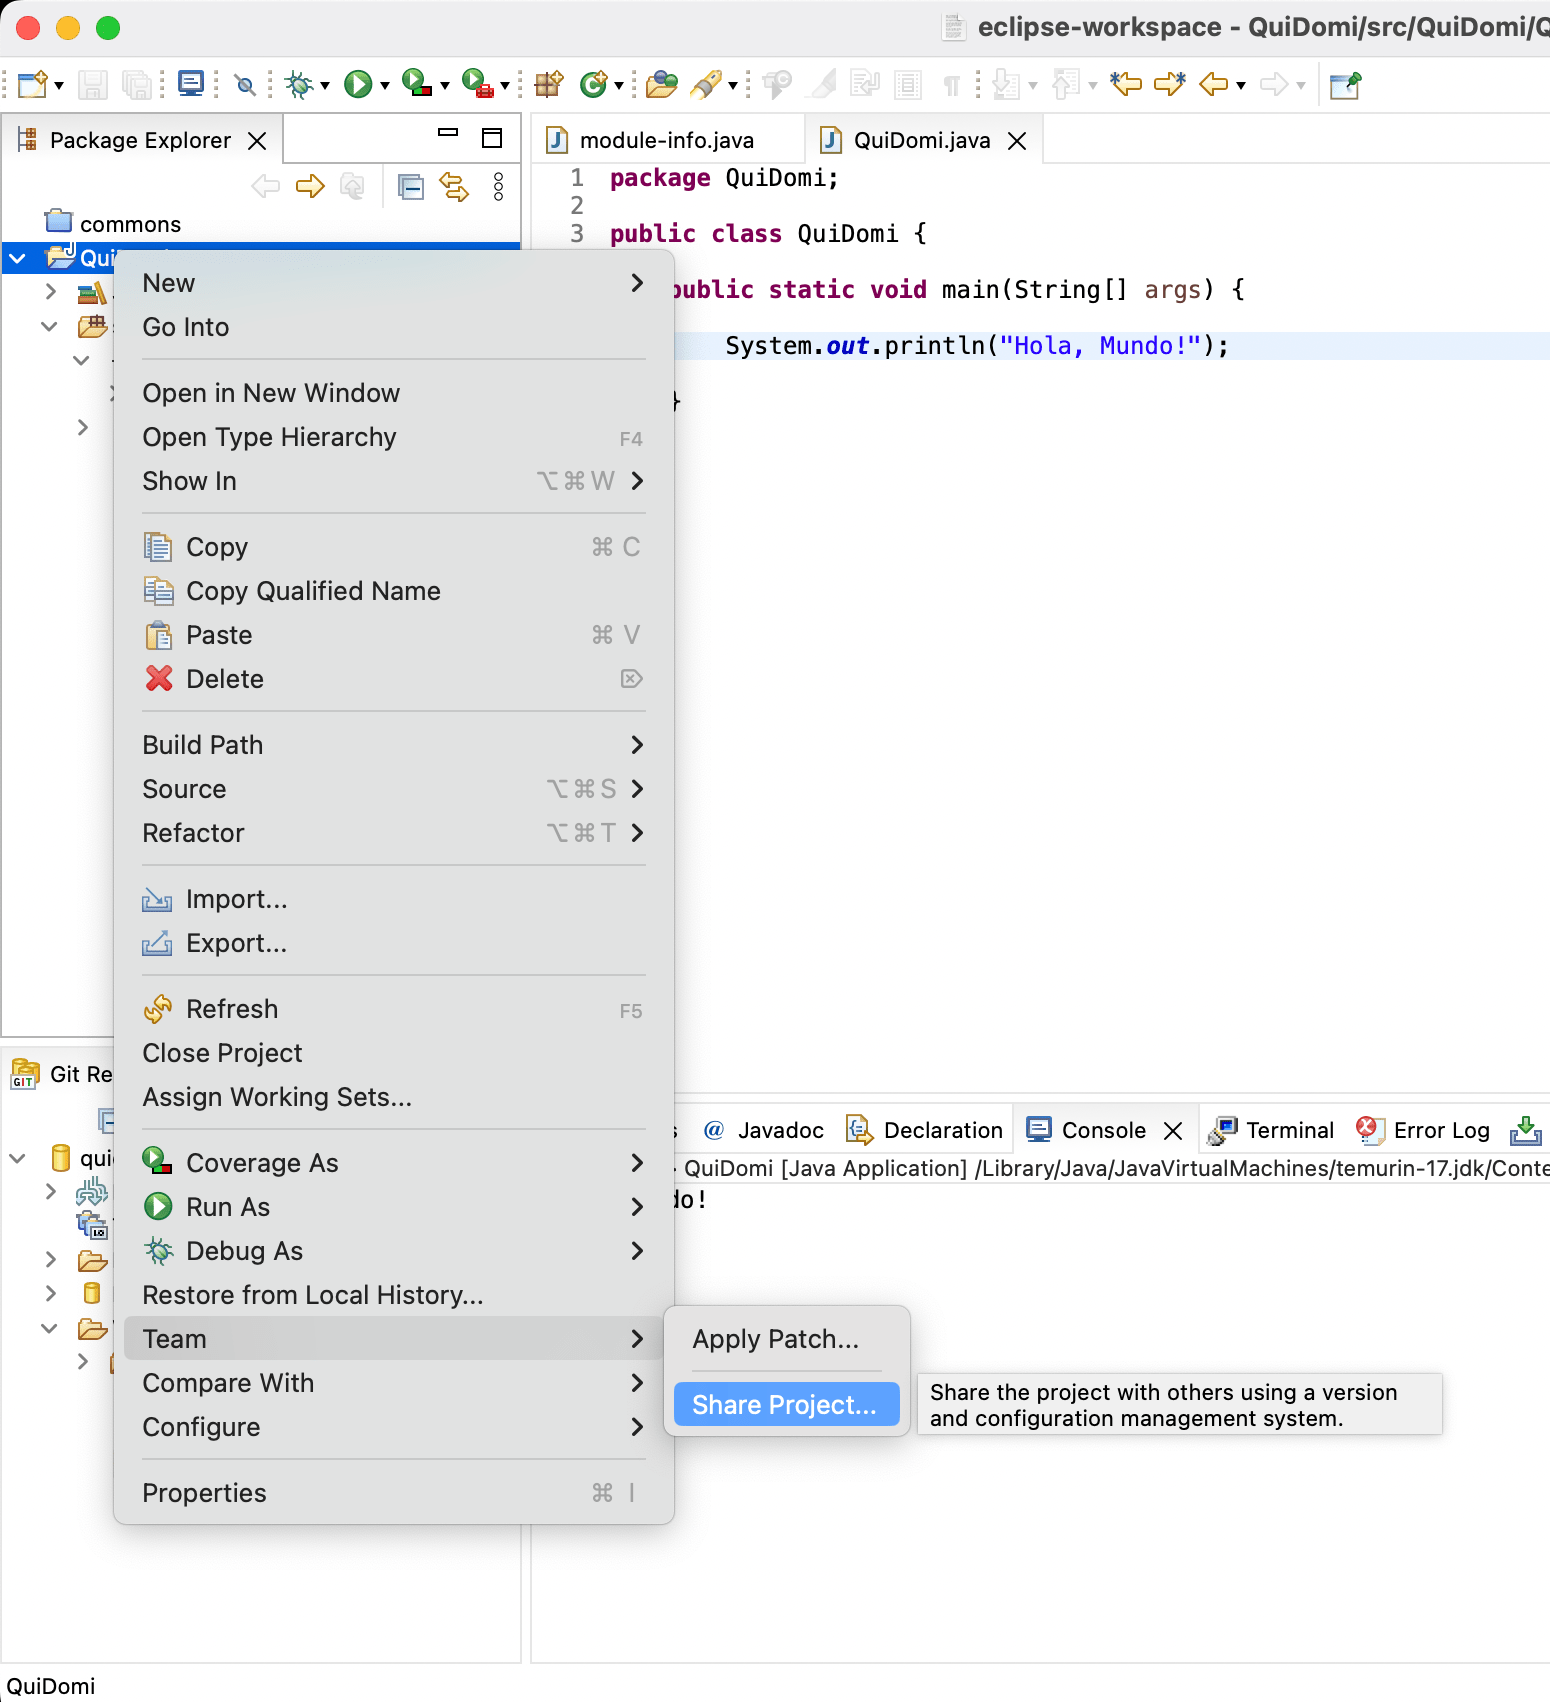 eclipse-workspace - QuiDomi/src/QuiDomi/Q
Package Explorer
module-info.java
QuiDomi.java
commons
1 package QuiDomi;
2
3 public class QuiDomi {
public static void main(String[] args) {
System.out.println("Hola, Mundo!");
}
New
Go Into
Open in New Window
Open Type Hierarchy F4
Show In ⌥⌘W
Copy ⌘ C
Copy Qualified Name
Paste ⌘ V
Delete
Build Path
Source ⌥⌘S
Refactor ⌥⌘T
Import...
Export...
Refresh F5
Close Project
Assign Working Sets...
Coverage As
Run As
Debug As
Restore from Local History...
Team
Compare With
Configure
Properties ⌘ I
Apply Patch...
Share Project...
Share the project with others using a version
and configuration management system.
GIT Git Re
@ Javadoc
Declaration
Console
Terminal
Error Log
QuiDomi [Java Application] /Library/Java/JavaVirtualMachines/temurin-17.jdk/Conte
do!
QuiDomi